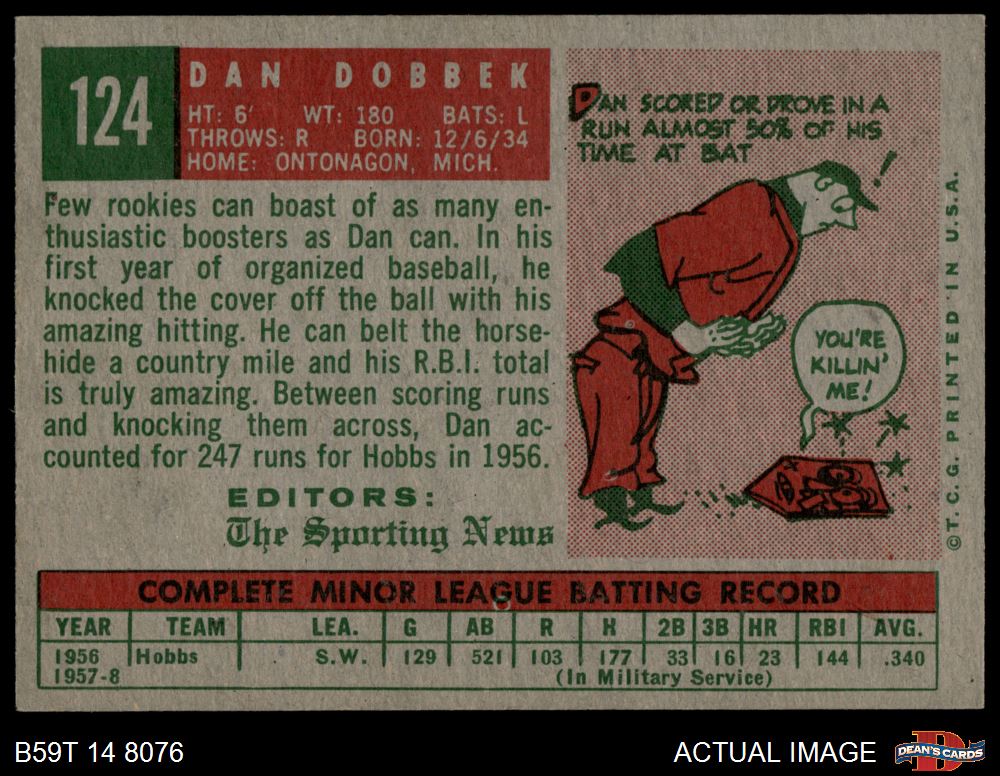 124
DAN DOBBEK
HT: 6' WT: 180 BATS: L
THROWS: R BORN: 12/6/34
HOME: ONTONAGON, MICH.
Few rookies can boast of as many en-
thusiastic boosters as Dan can. In his
first year of organized baseball, he
knocked the cover off the ball with his
amazing hitting. He can belt the horse-
hide a country mile and his R.B.I. total
is truly amazing. Between scoring runs
and knocking them across, Dan ac-
counted for 247 runs for Hobbs in 1956.
EDITORS:
The Sporting News
DAN SCORED OR DROVE IN A
RUN ALMOST 50% OF HIS
TIME AT BAT
!
YOU'RE
KILLIN'
ME!
©T. C. G. PRINTED IN U.S.A.
COMPLETE MINOR LEAGUE BATTING RECORD
YEAR TEAM LEA. G AB R H 2B 3B HR RBI AVG.
1956 Hobbs S.W. 129 521 103 177 33 16 23 144 .340
1957-8 (In Military Service)
B59T 14 8076
ACTUAL IMAGE
DEAN'S CARDS